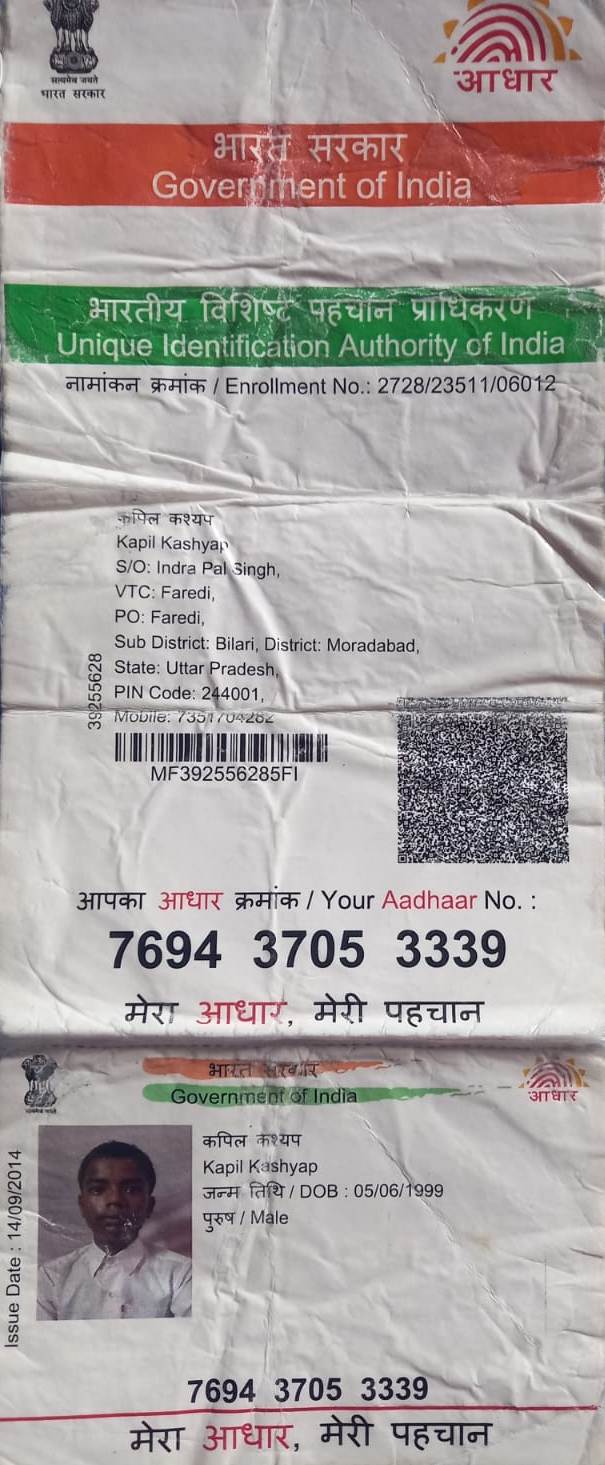 सत्यमेव जयते
भारत सरकार
आधार
भारत सरकार
Government of India
भारतीय विशिष्ट पहचान प्राधिकरण
Unique Identification Authority of India
नामांकन क्रमांक / Enrollment No.: 2728/23511/06012
कपिल कश्यप
Kapil Kashyap
S/O: Indra Pal Singh,
VTC: Faredi,
PO: Faredi,
Sub District: Bilari, District: Moradabad,
State: Uttar Pradesh,
PIN Code: 244001,
Mobile: 7351704282
39255628
MF392556285FI
आपका आधार क्रमांक / Your Aadhaar No. :
7694 3705 3339
मेरा आधार, मेरी पहचान
भारत सरकार
Government of India
आधार
कपिल कश्यप
Kapil Kashyap
जन्म तिथि / DOB : 05/06/1999
पुरुष / Male
Issue Date : 14/09/2014
7694 3705 3339
मेरा आधार, मेरी पहचान